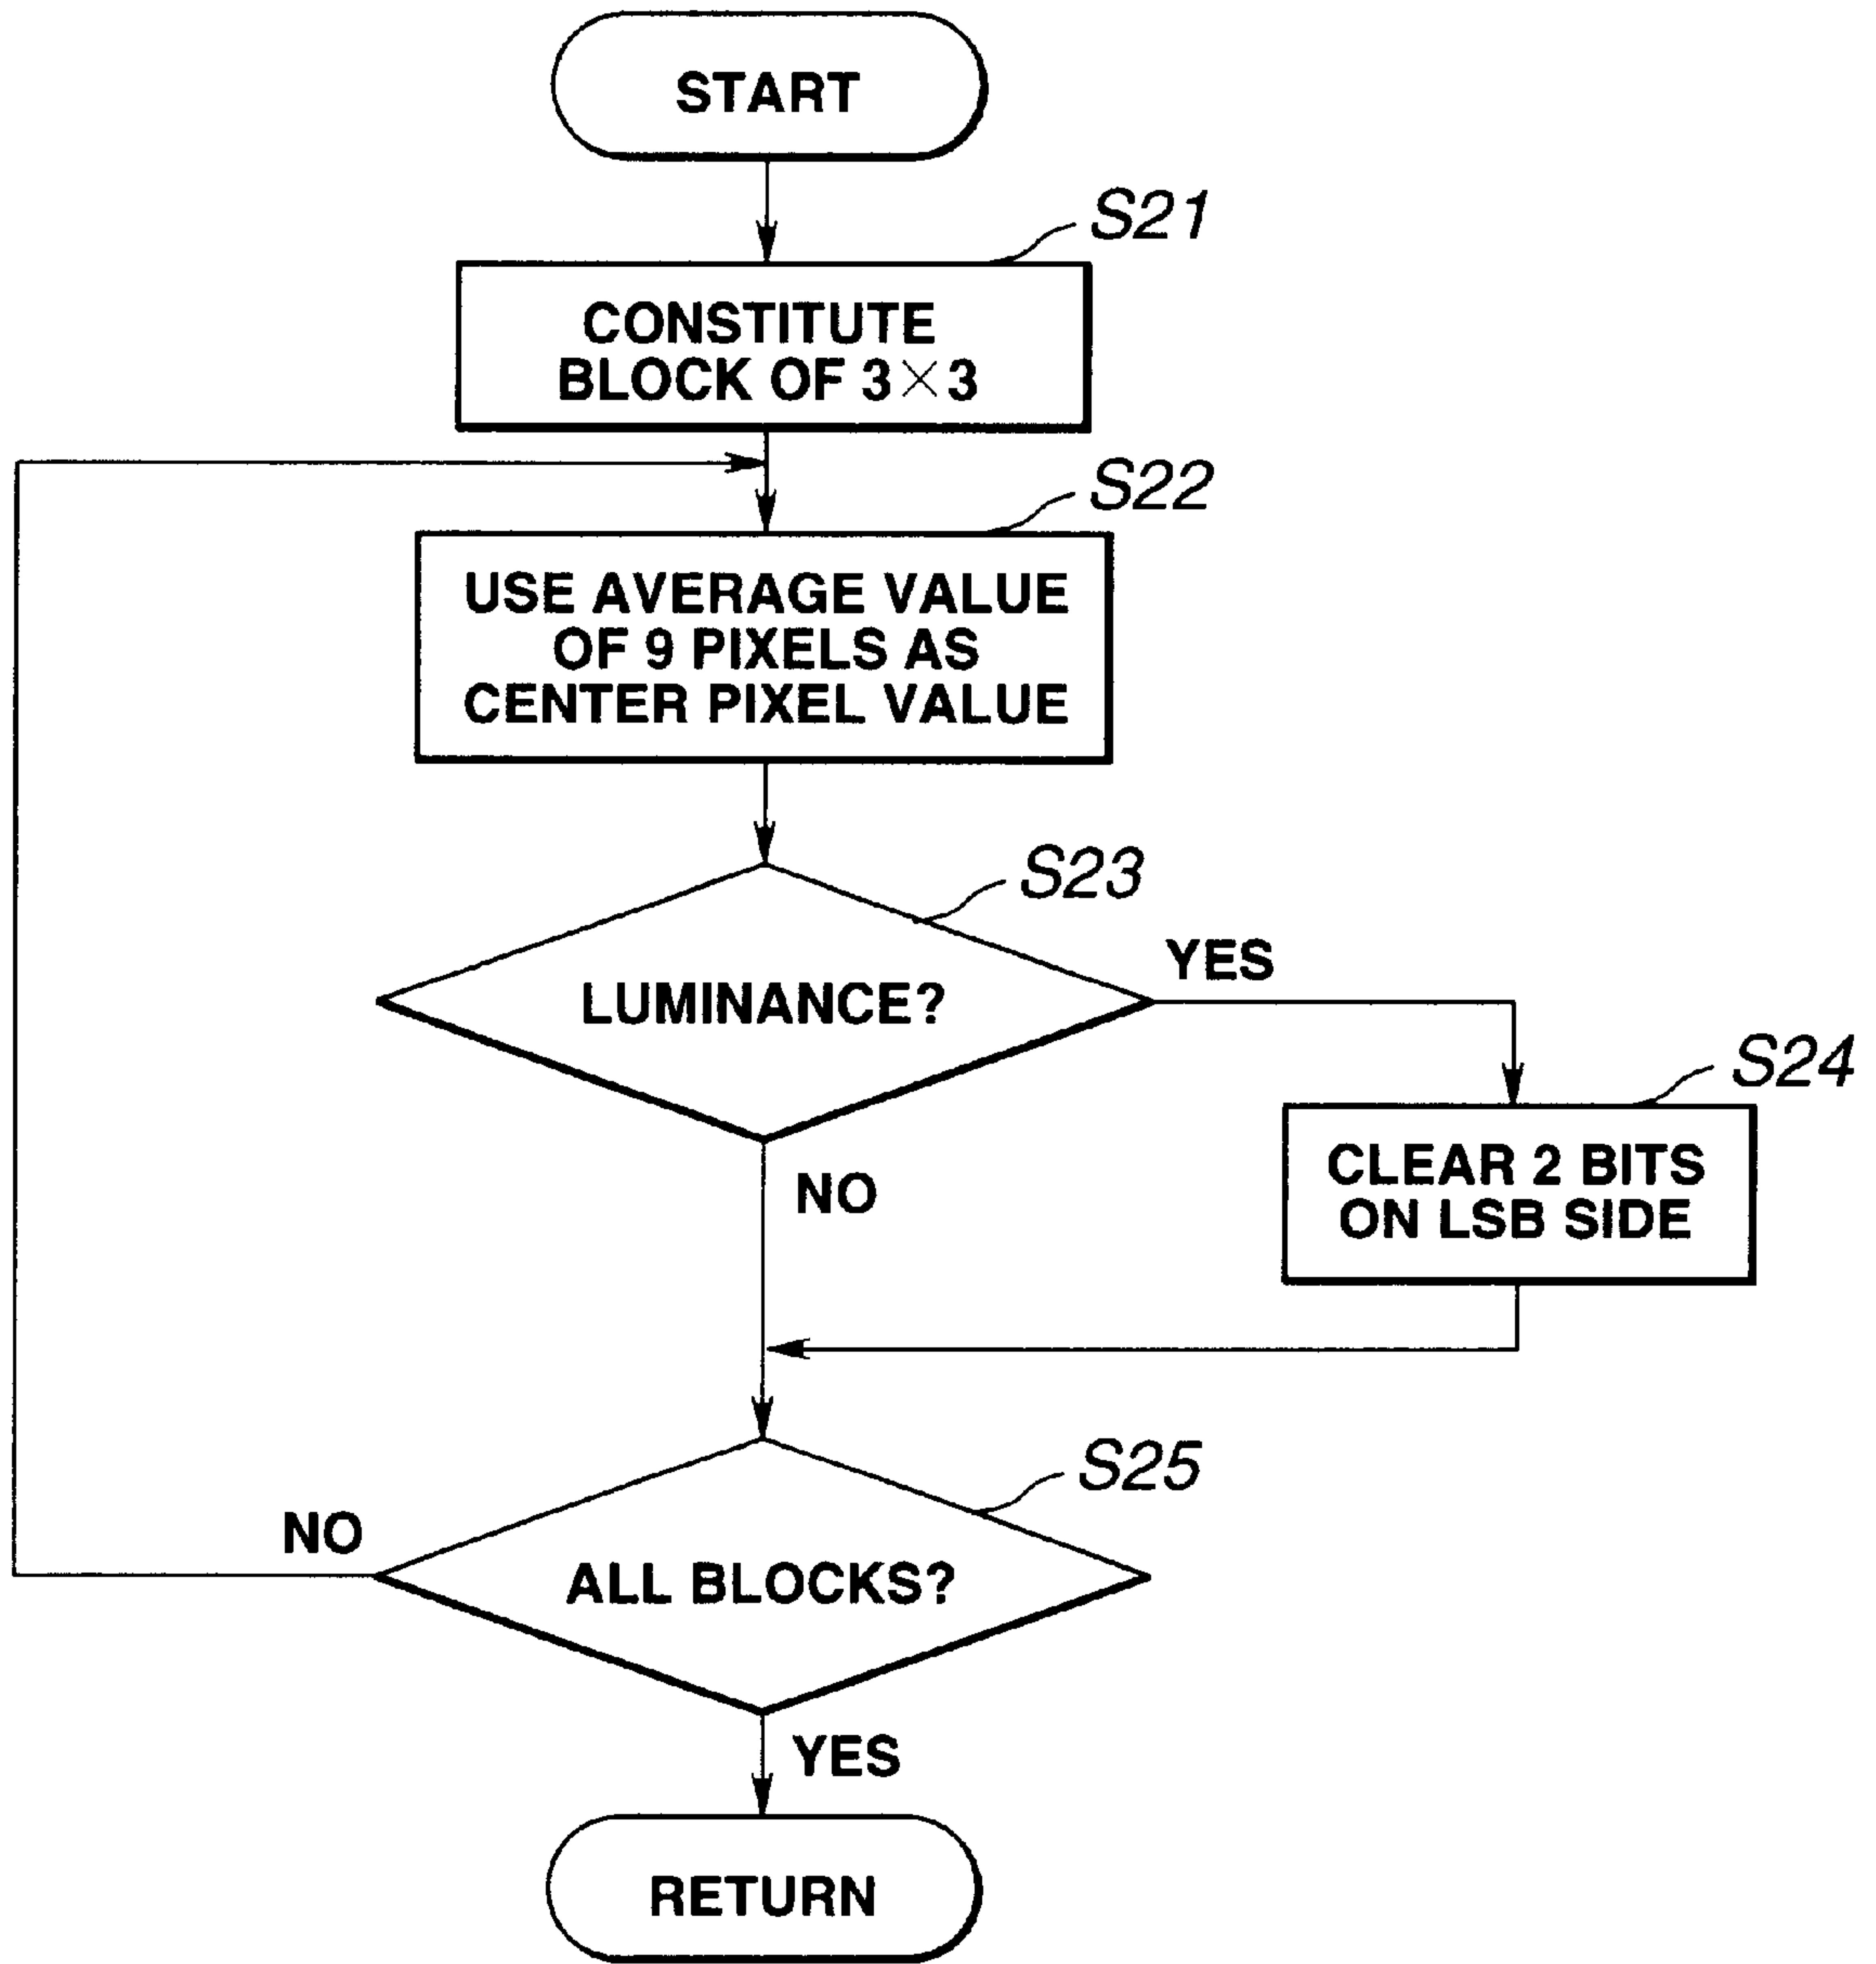 START
S21
CONSTITUTE
BLOCK OF 3×3
S22
USE AVERAGE VALUE
OF 9 PIXELS AS
CENTER PIXEL VALUE
S23
LUMINANCE?
YES
S24
CLEAR 2 BITS
ON LSB SIDE
NO
S25
NO
ALL BLOCKS?
YES
RETURN